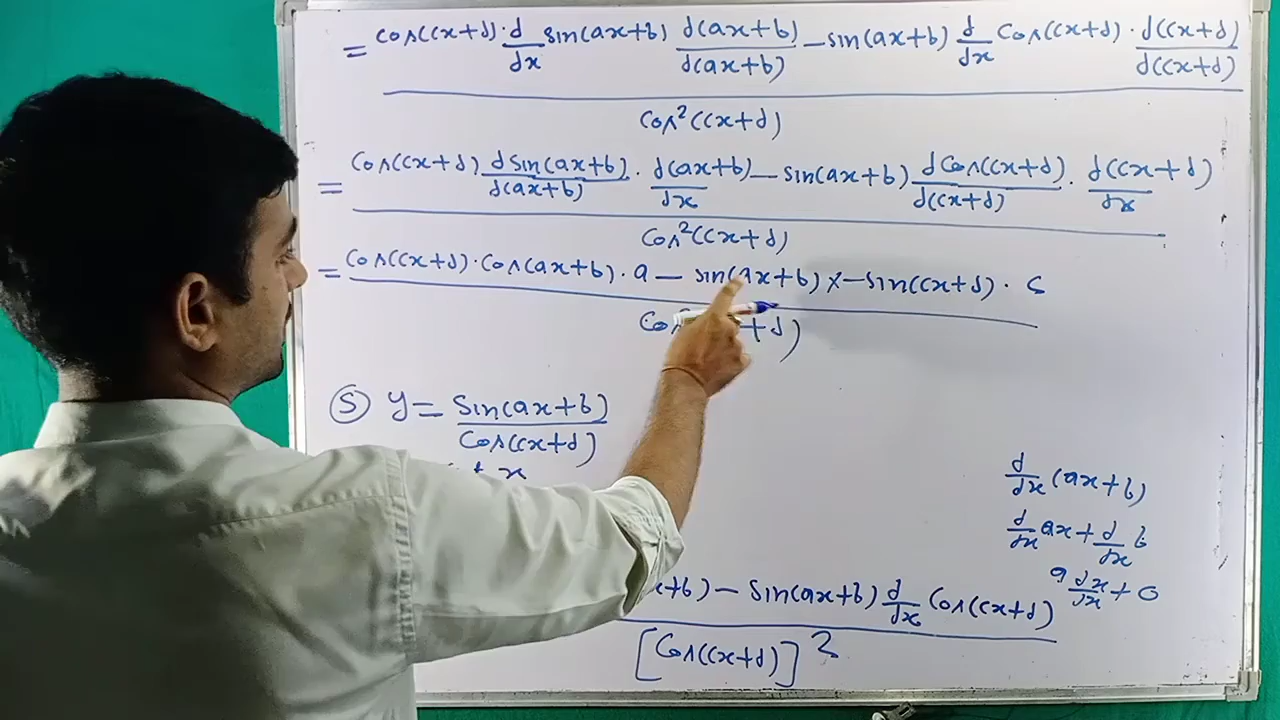 = cos(cx+d)·d/dx sin(ax+b) d(ax+b)/d(ax+b) – sin(ax+b) d/dx cos(cx+d)·d(cx+d)/d(cx+d)
cos²(cx+d)
= cos(cx+d) dsin(ax+b)/d(ax+b) · d(ax+b)/dx – sin(ax+b) dcos(cx+d)/d(cx+d) · d(cx+d)/dx
cos²(cx+d)
= cos(cx+d)·cos(ax+b)·a – sin(ax+b) x –sin(cx+d)· c
+d)
⑤ y = sin(ax+b)
cos(cx+d)
x
d/dx (ax+b)
d/dx ax + d/dx b
a dx/dx + 0
x+b) – sin(ax+b) d/dx cos(cx+d)
[cos(cx+d)]²